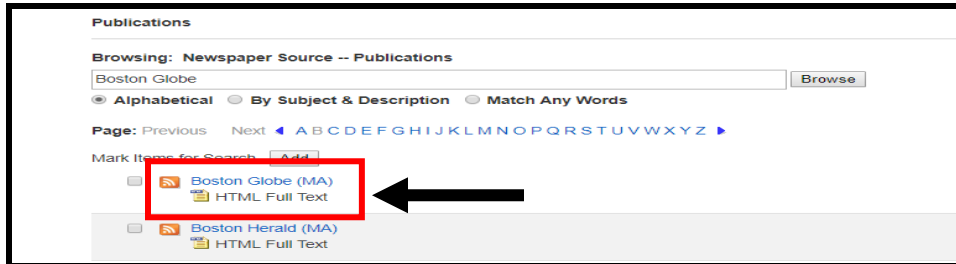 Publications
Browsing: Newspaper Source -- Publications
Boston Globe Browse
Alphabetical By Subject & Description Match Any Words
Page: Previous Next A B C D E F G H I J K L M N O P Q R S T U V W X Y Z
Mark Items for Search Add
Boston Globe (MA)
HTML Full Text
Boston Herald (MA)
HTML Full Text